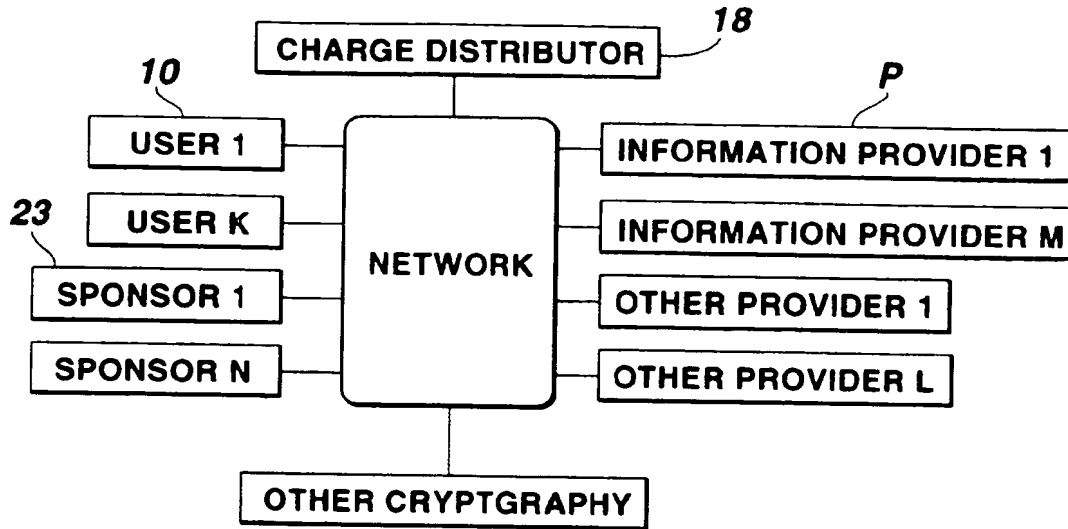 18
CHARGE DISTRIBUTOR
10
P
USER 1
INFORMATION PROVIDER 1
23
USER K
INFORMATION PROVIDER M
NETWORK
SPONSOR 1
OTHER PROVIDER 1
SPONSOR N
OTHER PROVIDER L
OTHER CRYPTGRAPHY